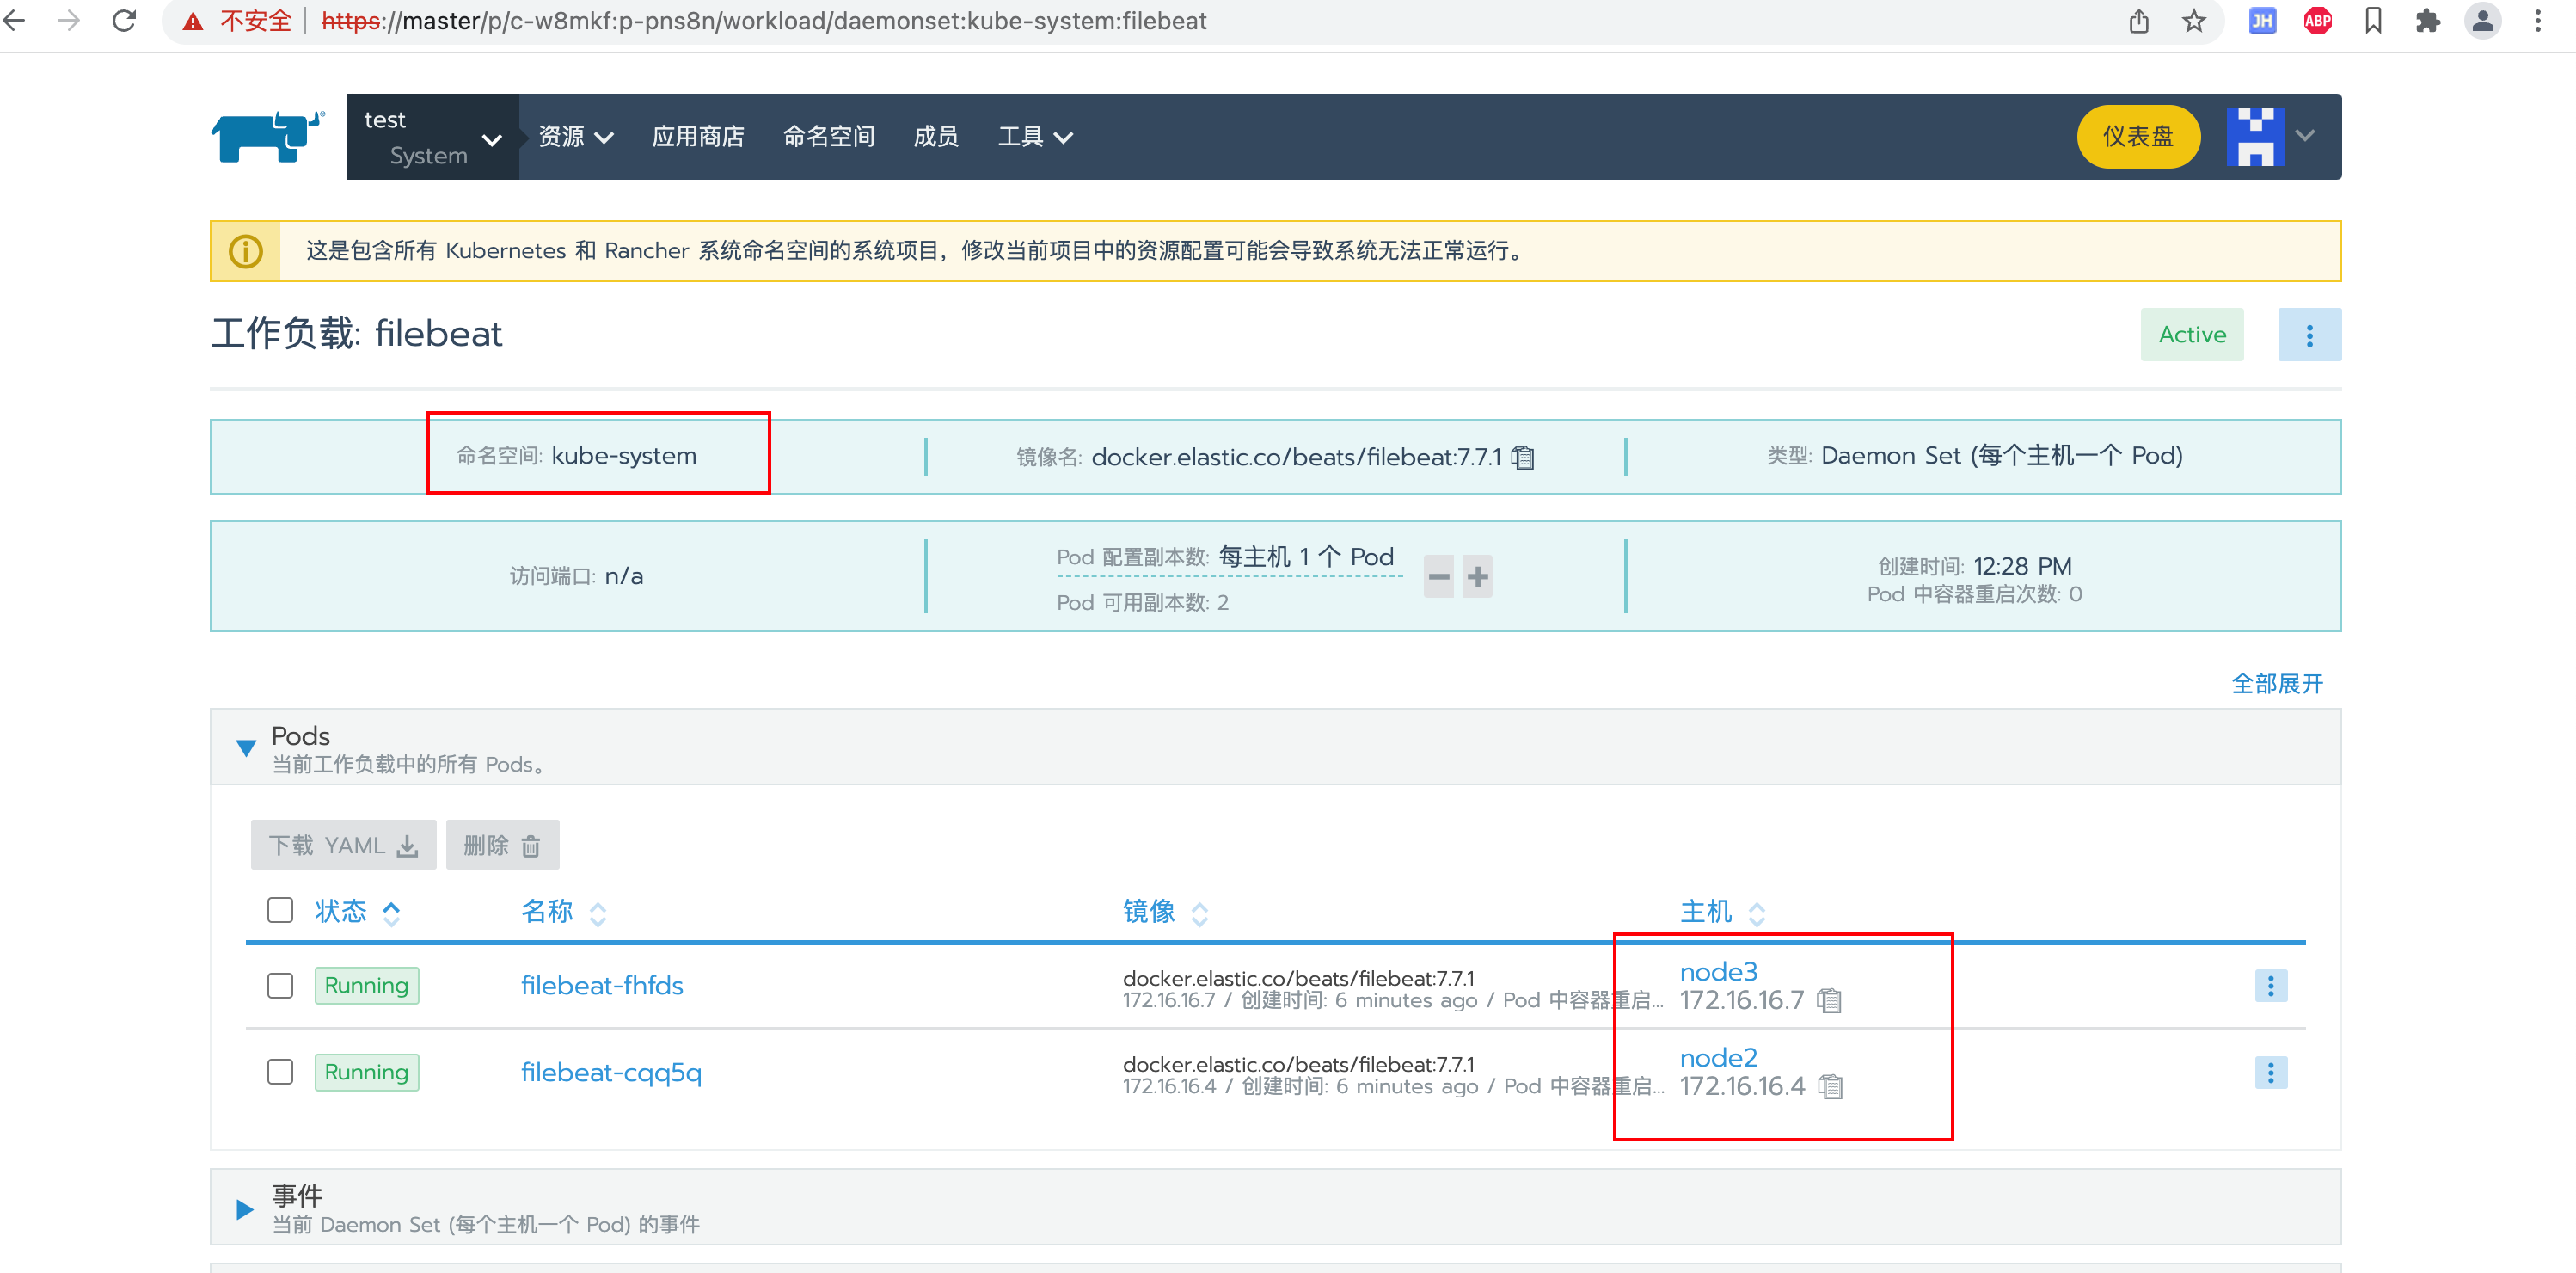 不安全 https://master/p/c-w8mkf:p-pns8n/workload/daemonset:kube-system:filebeat
JH ABP
test
System
资源 应用商店 命名空间 成员 工具 仪表盘
这是包含所有 Kubernetes 和 Rancher 系统命名空间的系统项目，修改当前项目中的资源配置可能会导致系统无法正常运行。
工作负载: filebeat
Active
命名空间: kube-system
镜像名: docker.elastic.co/beats/filebeat:7.7.1
类型: Daemon Set (每个主机一个 Pod)
访问端口: n/a
Pod 配置副本数: 每主机 1 个 Pod
Pod 可用副本数: 2
创建时间: 12:28 PM
Pod 中容器重启次数: 0
全部展开
Pods
当前工作负载中的所有 Pods。
下载 YAML 删除
状态 名称 镜像 主机
Running filebeat-fhfds
docker.elastic.co/beats/filebeat:7.7.1
172.16.16.7 / 创建时间: 6 minutes ago / Pod 中容器重启...
node3
172.16.16.7
Running filebeat-cqq5q
docker.elastic.co/beats/filebeat:7.7.1
172.16.16.4 / 创建时间: 6 minutes ago / Pod 中容器重启...
node2
172.16.16.4
事件
当前 Daemon Set (每个主机一个 Pod) 的事件